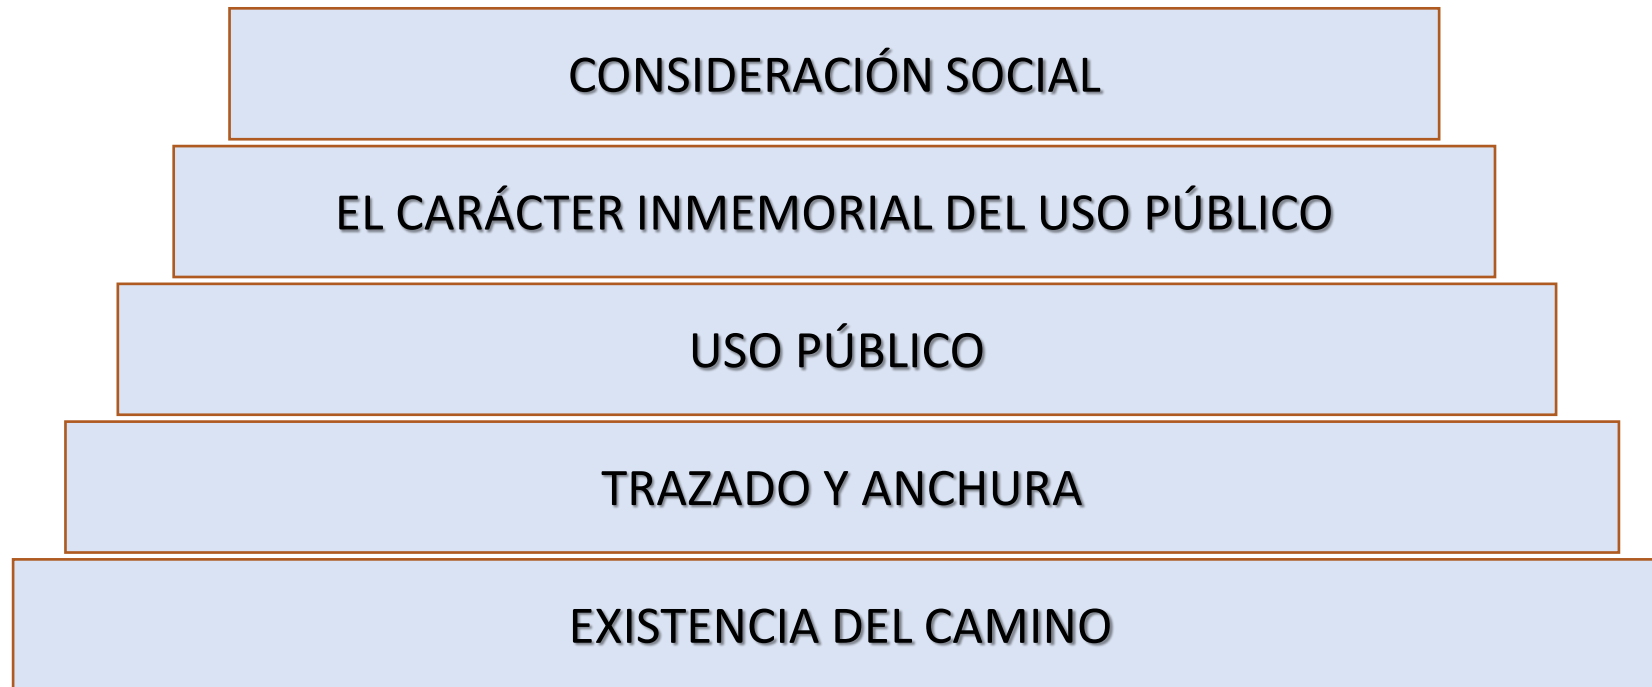 CONSIDERACIÓN SOCIAL
EL CARÁCTER INMEMORIAL DEL USO PÚBLICO
USO PÚBLICO
TRAZADO Y ANCHURA
EXISTENCIA DEL CAMINO